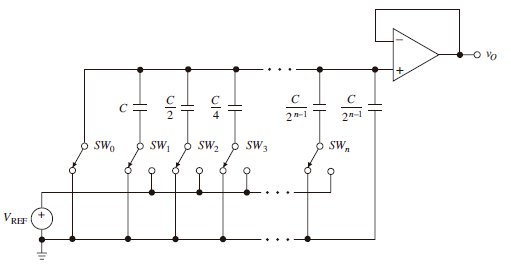 − v_O
+
C C/2 C/4 C/2^{n−1} C/2^{n−1}
SW_0 SW_1 SW_2 SW_3 SW_n
V_REF +